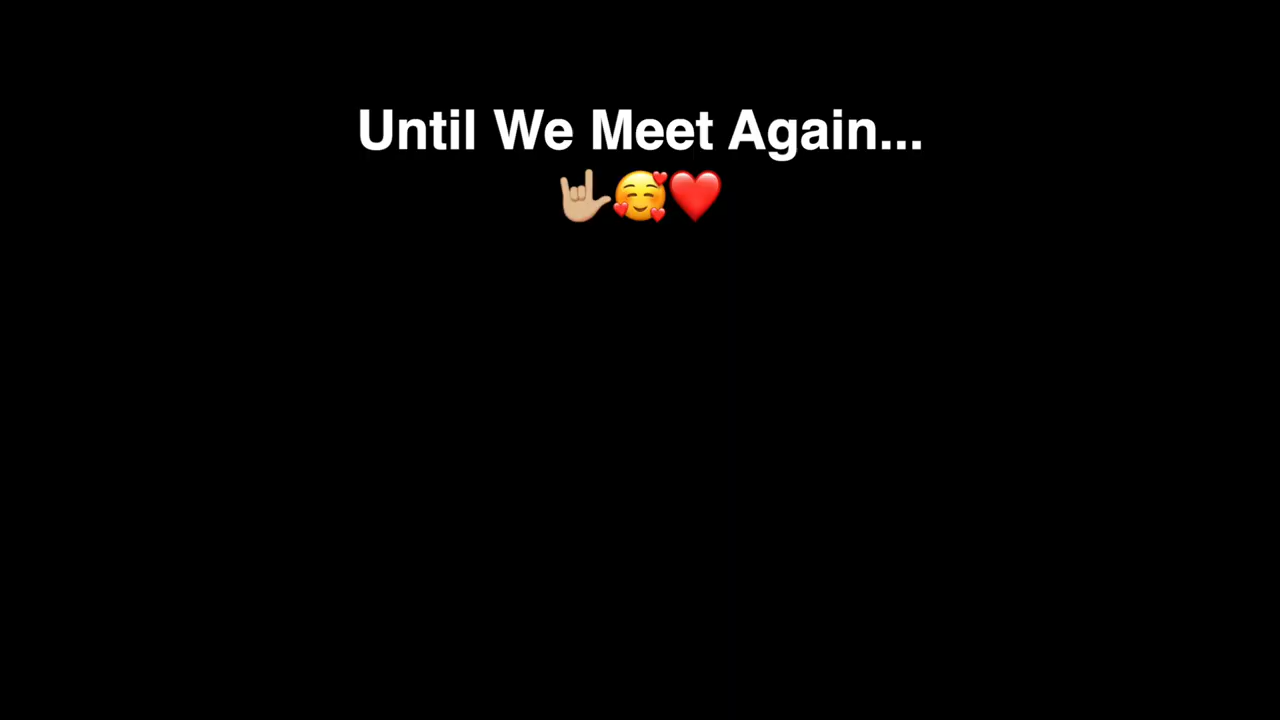 Until We Meet Again...
🤟🏼🥰❤️